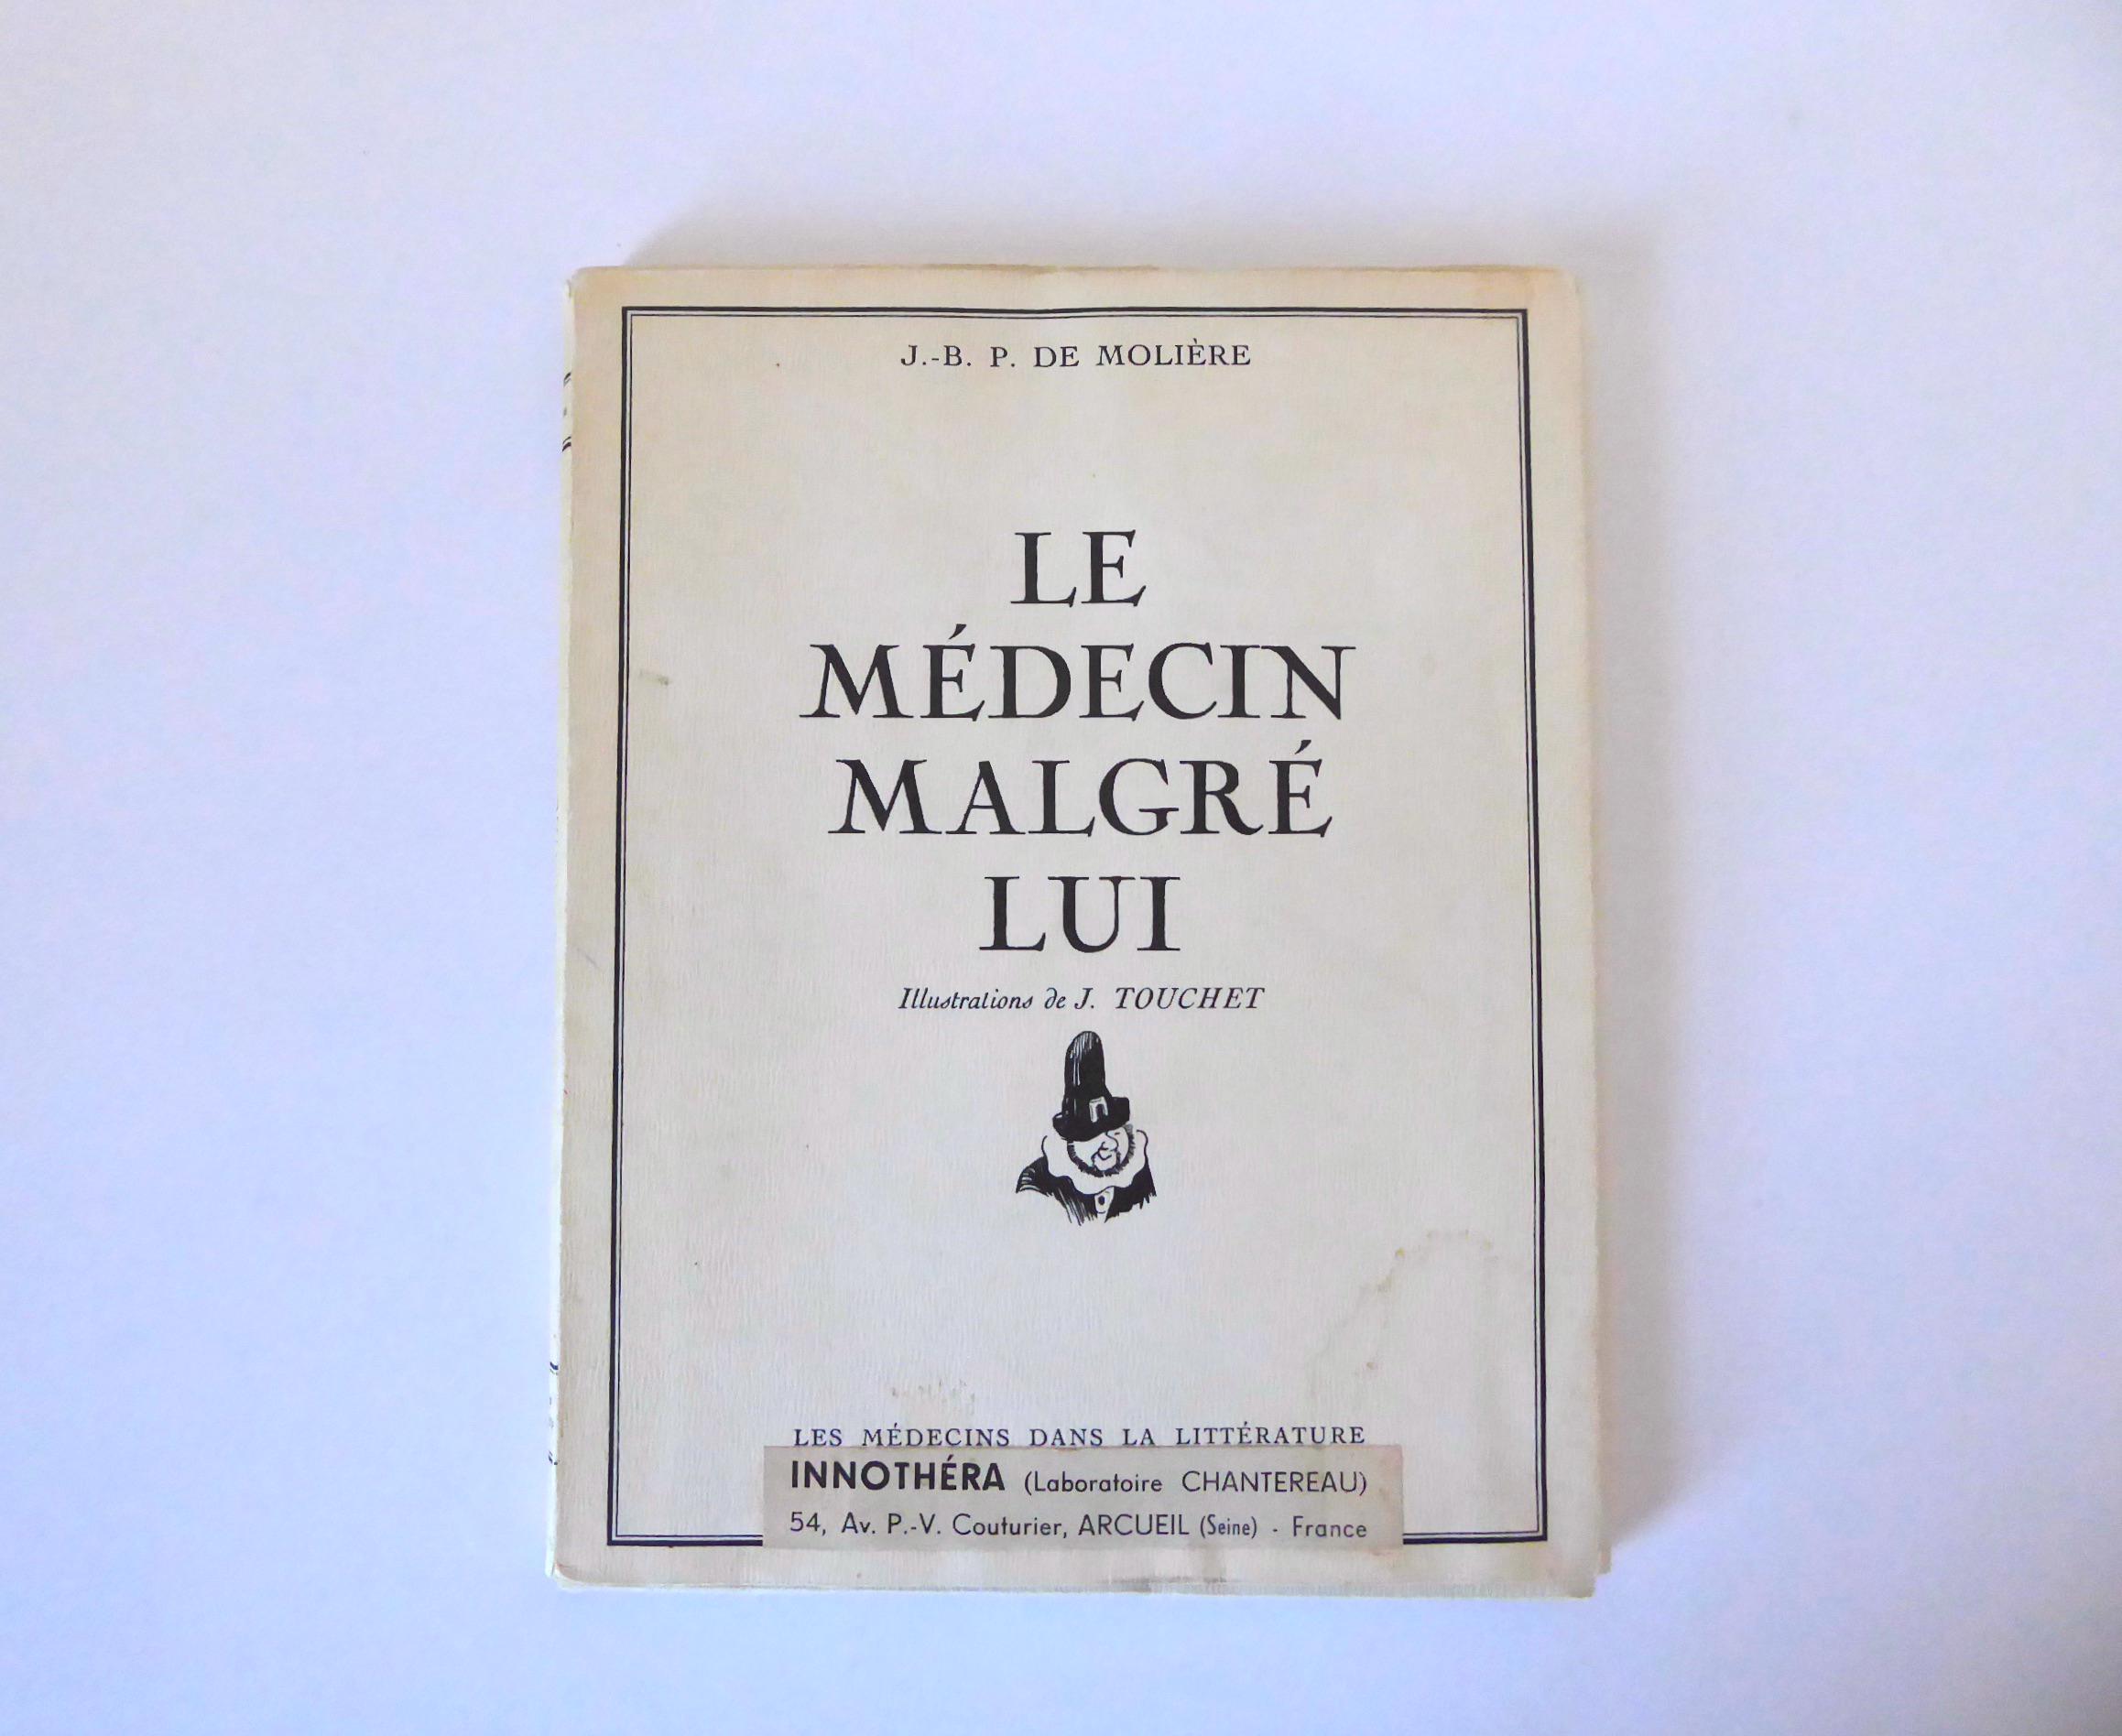 J.-B. P. DE MOLIÈRE
LE
MÉDECIN
MALGRÉ
LUI
Illustrations de J. TOUCHET
LES MÉDECINS DANS LA LITTÉRATURE
INNOTHÉRA (Laboratoire CHANTEREAU)
54, Av. P.-V. Couturier, ARCUEIL (Seine) - France